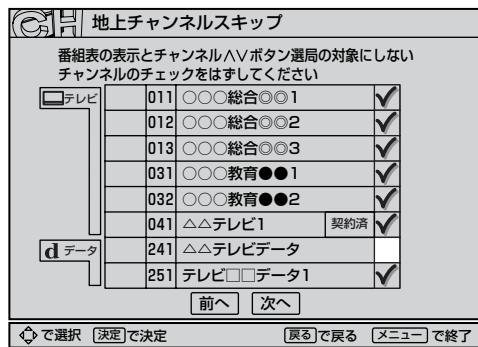 CH 地上チャンネルスキップ
番組表の表示とチャンネル∧∨ボタン選局の対象にしない
チャンネルのチェックをはずしてください
テレビ
011 ○○○総合◎◎1
012 ○○○総合◎◎2
013 ○○○総合◎◎3
031 ○○○教育●●1
032 ○○○教育●●2
041 △△テレビ1 契約済
d データ
241 △△テレビデータ
251 テレビ□□データ1
前へ 次へ
で選択 決定で決定 戻るで戻る メニューで終了